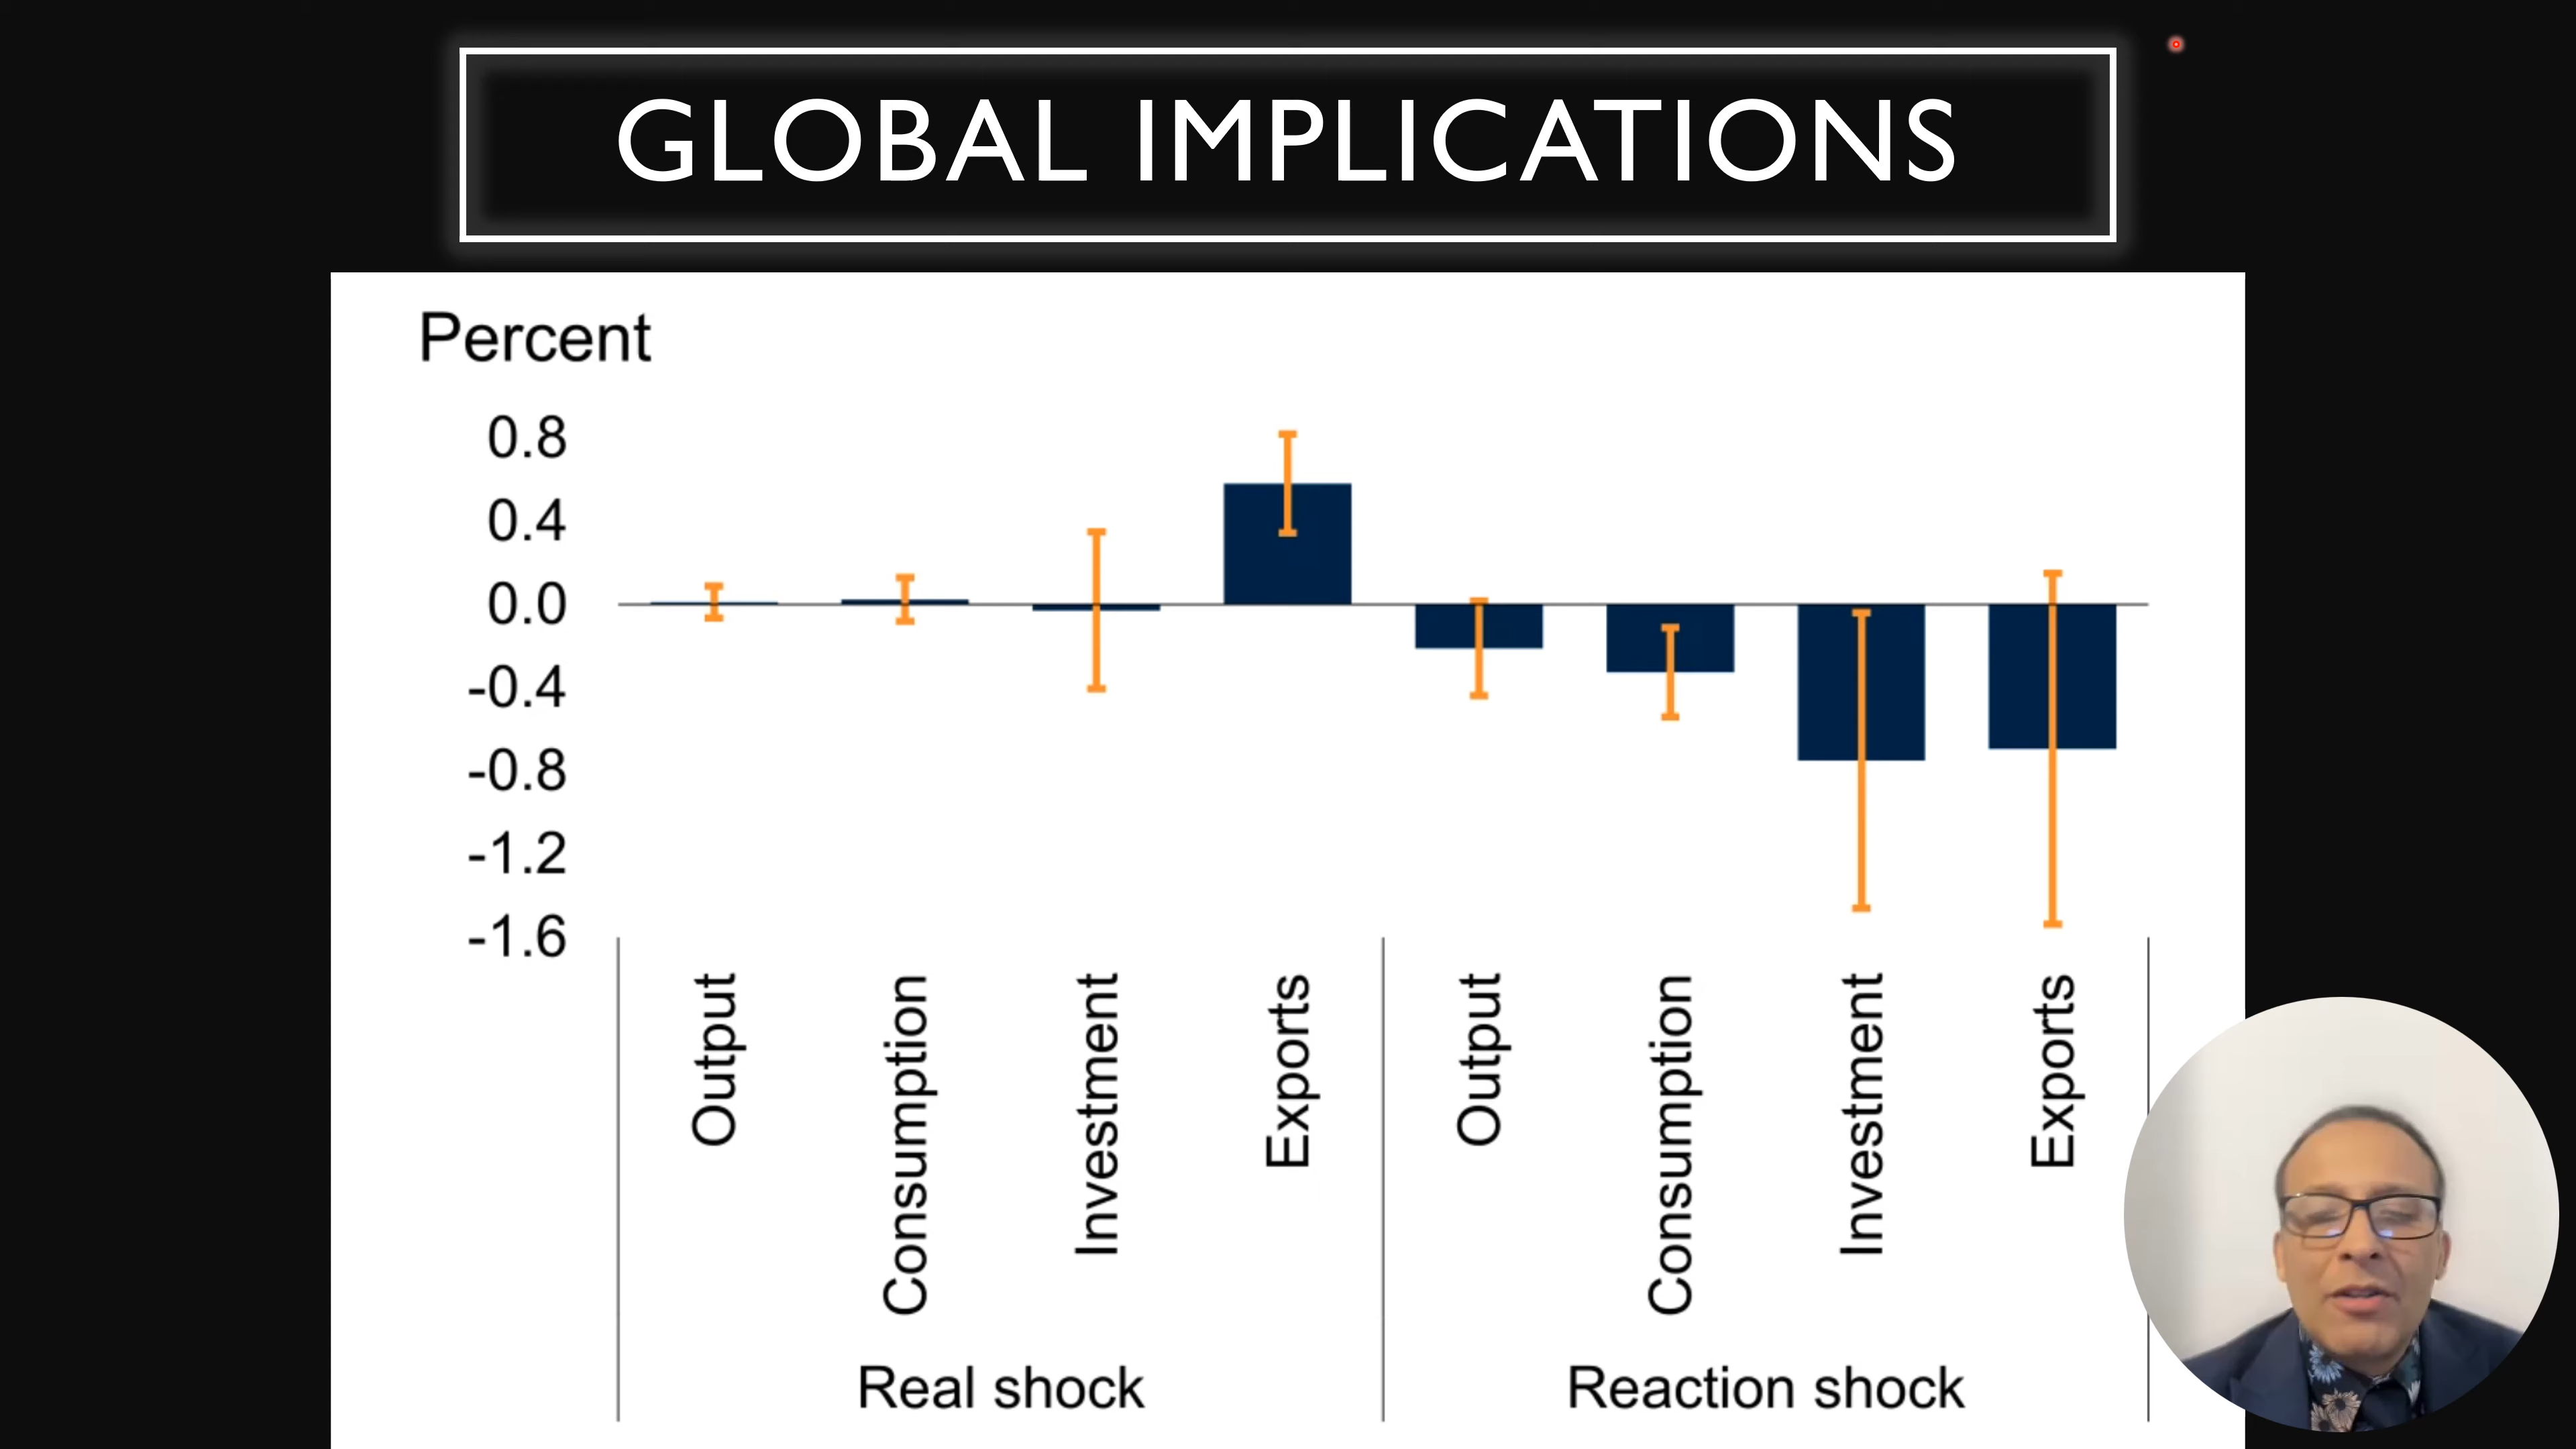 GLOBAL IMPLICATIONS
Percent
0.8
0.4
0.0
-0.4
-0.8
-1.2
-1.6
Output
Consumption
Investment
Exports
Output
Consumption
Investment
Exports
Real shock
Reaction shock